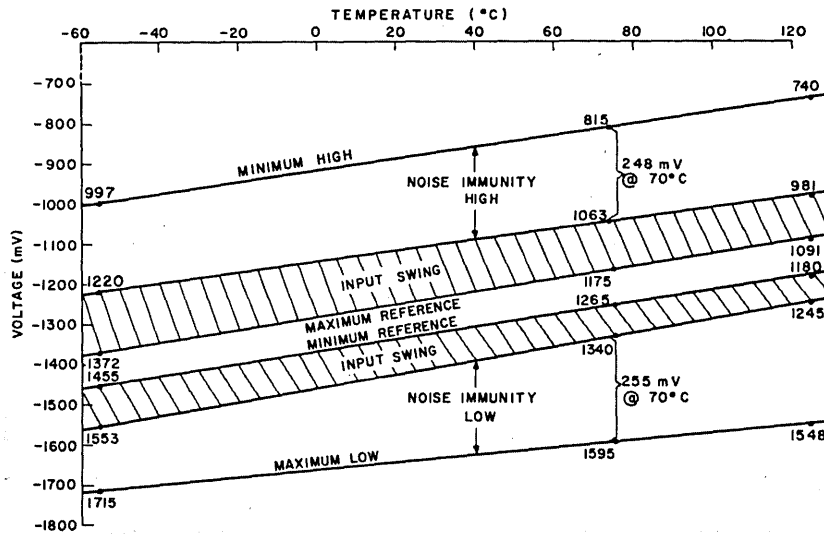 TEMPERATURE (°C)
-60 -40 -20 0 20 40 60 80 100 120
VOLTAGE (mV)
-700
-800
-900
-1000
-1100
-1200
-1300
-1400
-1500
-1600
-1700
-1800
740
815
MINIMUM HIGH
997
NOISE IMMUNITY
HIGH
248 mV
@ 70°C
981
1063
1220
INPUT SWING
1091
1175
1180
MAXIMUM REFERENCE
MINIMUM REFERENCE
1265
1245
1372
1455
INPUT SWING
1340
NOISE IMMUNITY
LOW
255 mV
@ 70°C
1553
1548
MAXIMUM LOW
1595
1715